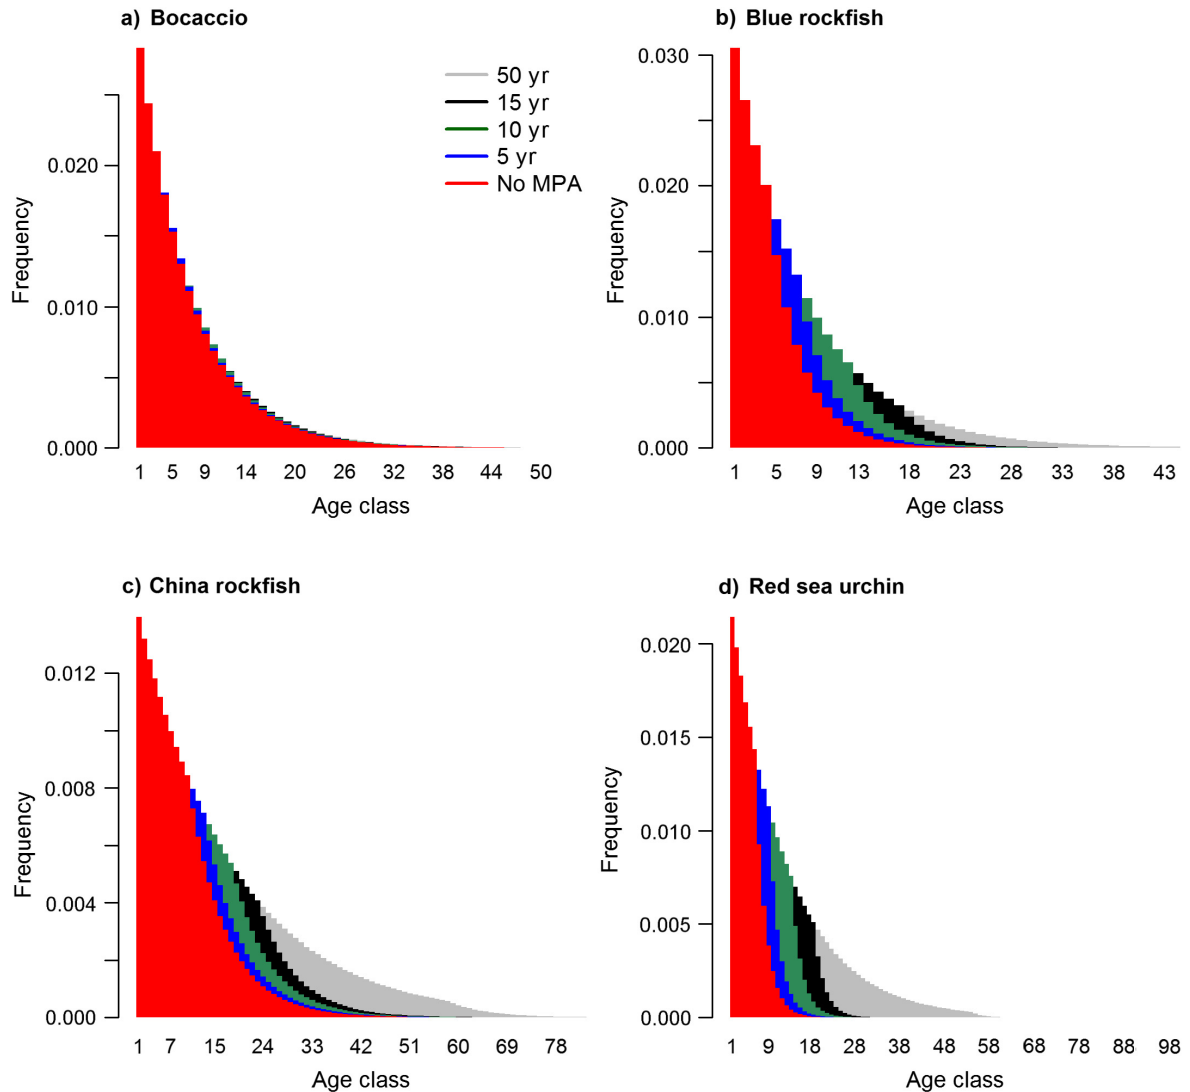 a) Bocaccio
50 yr
15 yr
10 yr
5 yr
No MPA
Frequency
0.020
0.010
0.000
1 5 9 14 20 26 32 38 44 50
Age class
b) Blue rockfish
Frequency
0.030
0.020
0.010
0.000
1 5 9 13 18 23 28 33 38 43
Age class
c) China rockfish
Frequency
0.012
0.008
0.004
0.000
1 7 15 24 33 42 51 60 69 78
Age class
d) Red sea urchin
Frequency
0.020
0.015
0.010
0.005
0.000
1 9 18 28 38 48 58 68 78 88 98
Age class